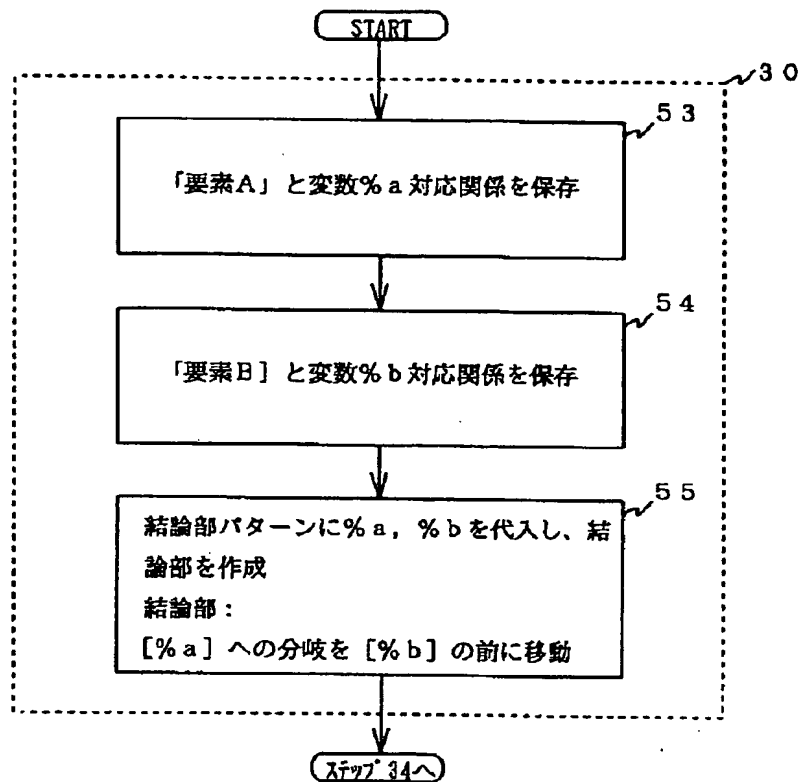 START
30
53
「要素A」と変数%a対応関係を保存
54
「要素B］と変数%b対応関係を保存
55
結論部パターンに%a,%bを代入し、結
論部を作成
結論部:
[%a]への分岐を[%b]の前に移動
ｽﾃｯﾌﾟ34へ